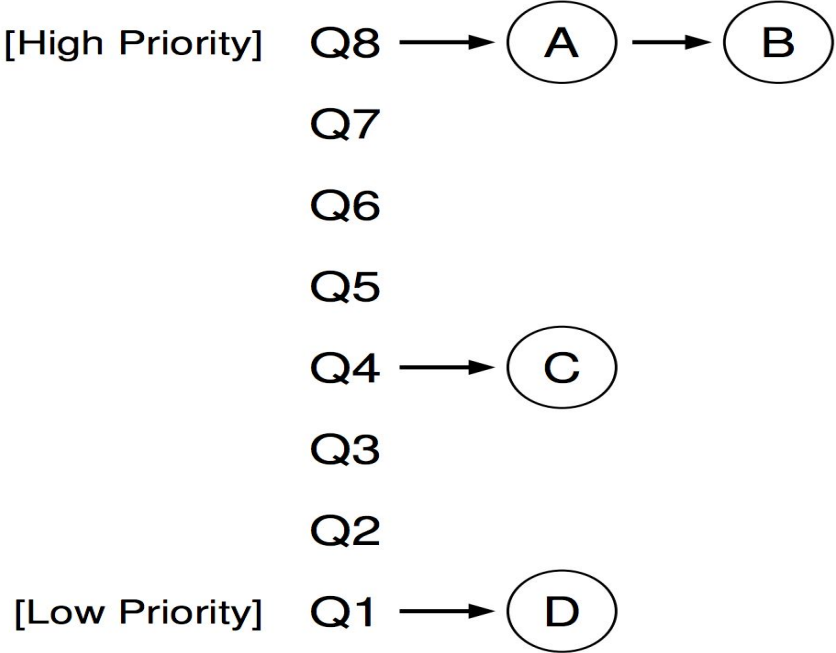 [High Priority] Q8 A B
Q7
Q6
Q5
Q4 C
Q3
Q2
[Low Priority] Q1 D